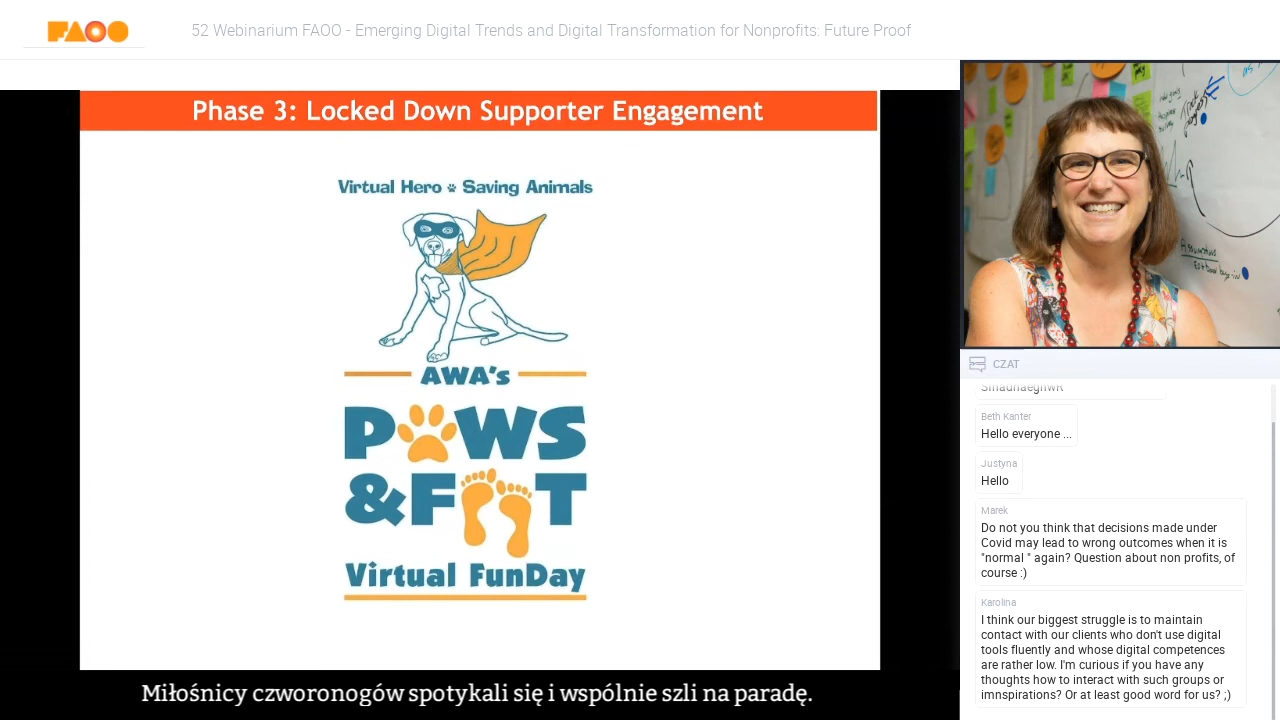 FAOO
52 Webinarium FAOO - Emerging Digital Trends and Digital Transformation for Nonprofits: Future Proof
Phase 3: Locked Down Supporter Engagement
Virtual Hero Saving Animals
AWA's
PAWS
&FOOT
Virtual FunDay
Miłośnicy czworonogów spotykali się i wspólnie szli na paradę.
CZAT
Beth Kanter
Hello everyone ...
Justyna
Hello
Marek
Do not you think that decisions made under
Covid may lead to wrong outcomes when it is
"normal " again? Question about non profits, of
course :)
Karolina
I think our biggest struggle is to maintain
contact with our clients who don't use digital
tools fluently and whose digital competences
are rather low. I'm curious if you have any
thoughts how to interact with such groups or
imnspirations? Or at least good word for us? ;)